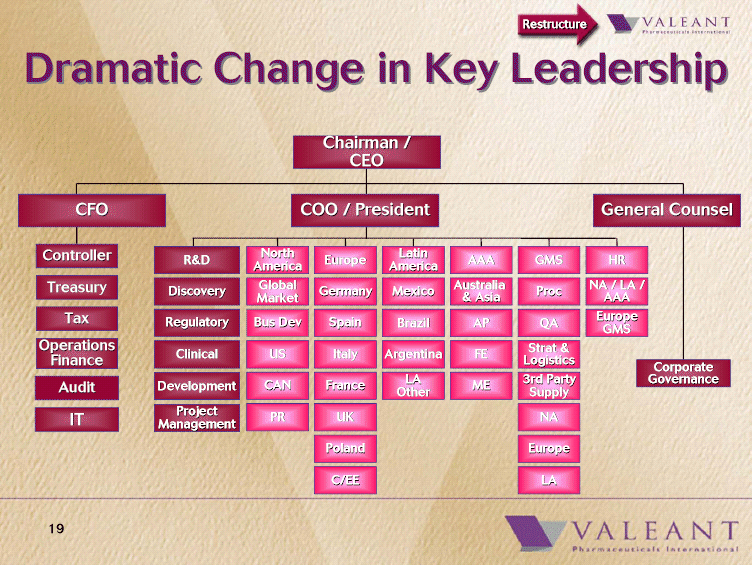 Restructure
VALEANT
Pharmaceuticals International
Dramatic Change in Key Leadership
Chairman /
CEO
CFO
COO / President
General Counsel
Controller
Treasury
Tax
Operations
Finance
Audit
IT
R&D
Discovery
Regulatory
Clinical
Development
Project
Management
North
America
Global
Market
Bus Dev
US
CAN
PR
Europe
Germany
Spain
Italy
France
UK
Poland
C/EE
Latin
America
Mexico
Brazil
Argentina
LA
Other
AAA
Australia
& Asia
AP
FE
ME
GMS
Proc
QA
Strat &
Logistics
3rd Party
Supply
NA
Europe
LA
HR
NA / LA /
AAA
Europe
GMS
Corporate
Governance
19
VALEANT
Pharmaceuticals International